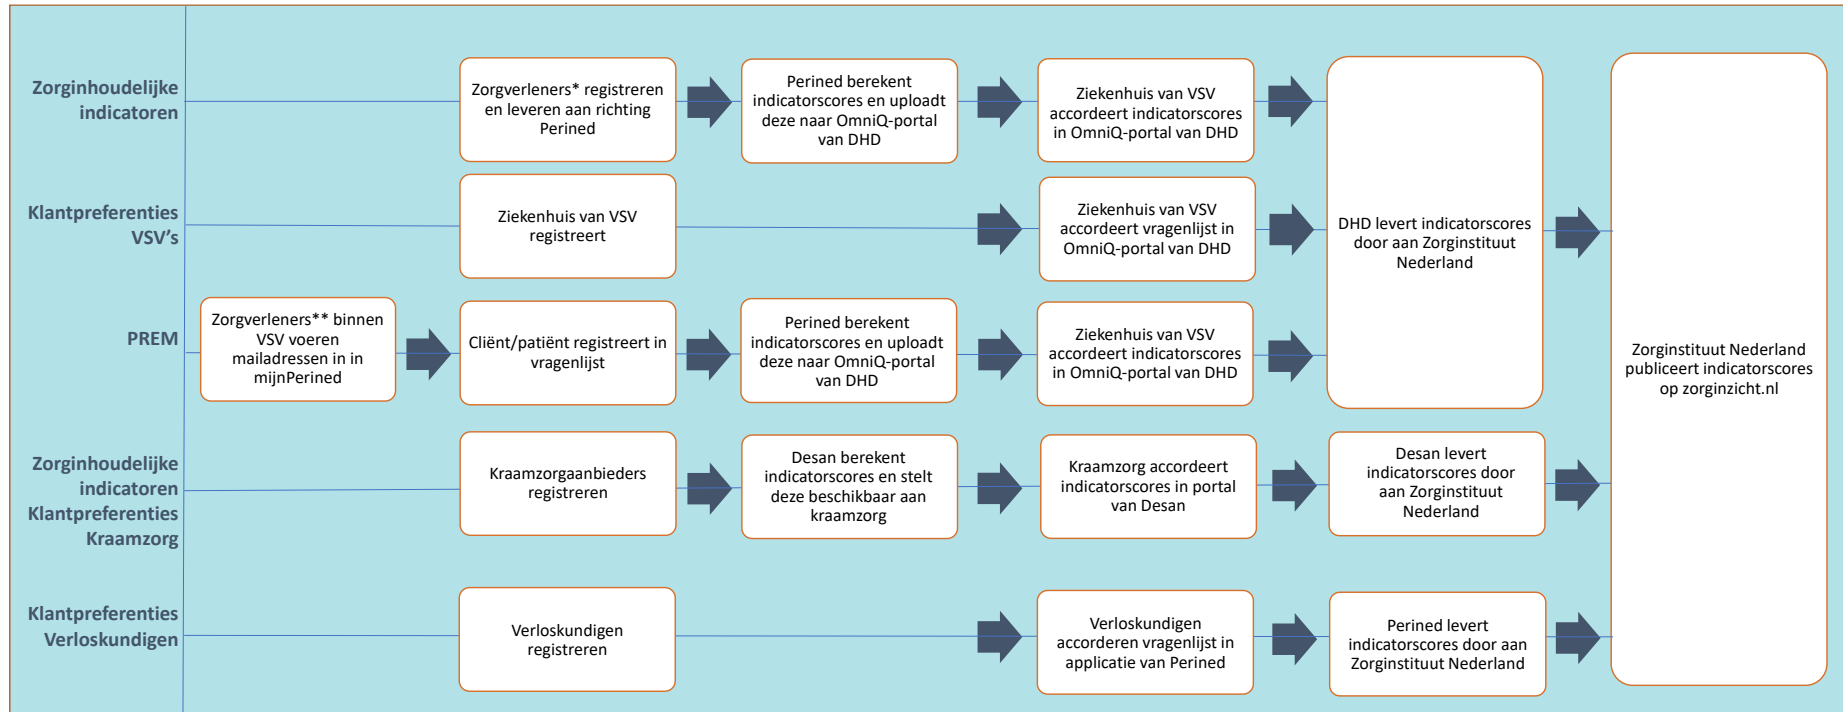 Zorginhoudelijke
indicatoren
Zorgverleners* registreren
en leveren aan richting
Perined
Perined berekent
indicatorscores en uploadt
deze naar OmniQ-portal
van DHD
Ziekenhuis van VSV
accordeert indicatorscores
in OmniQ-portal van DHD
Klantpreferenties
VSV's
Ziekenhuis van VSV
registreert
Ziekenhuis van VSV
accordeert vragenlijst in
OmniQ-portal van DHD
DHD levert indicatorscores
door aan Zorginstituut
Nederland
PREM
Zorgverleners** binnen
VSV voeren
mailadressen in in
mijnPerined
Cliënt/patiënt registreert in
vragenlijst
Perined berekent
indicatorscores en uploadt
deze naar OmniQ-portal
van DHD
Ziekenhuis van VSV
accordeert indicatorscores
in OmniQ-portal van DHD
Zorginstituut Nederland
publiceert indicatorscores
op zorginzicht.nl
Zorginhoudelijke
indicatoren
Klantpreferenties
Kraamzorg
Kraamzorgaanbieders
registreren
Desan berekent
indicatorscores en stelt
deze beschikbaar aan
kraamzorg
Kraamzorg accordeert
indicatorscores in portal
van Desan
Desan levert
indicatorscores door
aan Zorginstituut
Nederland
Klantpreferenties
Verloskundigen
Verloskundigen
registreren
Verloskundigen
accorderen vragenlijst in
applicatie van Perined
Perined levert
indicatorscores door aan
Zorginstituut Nederland